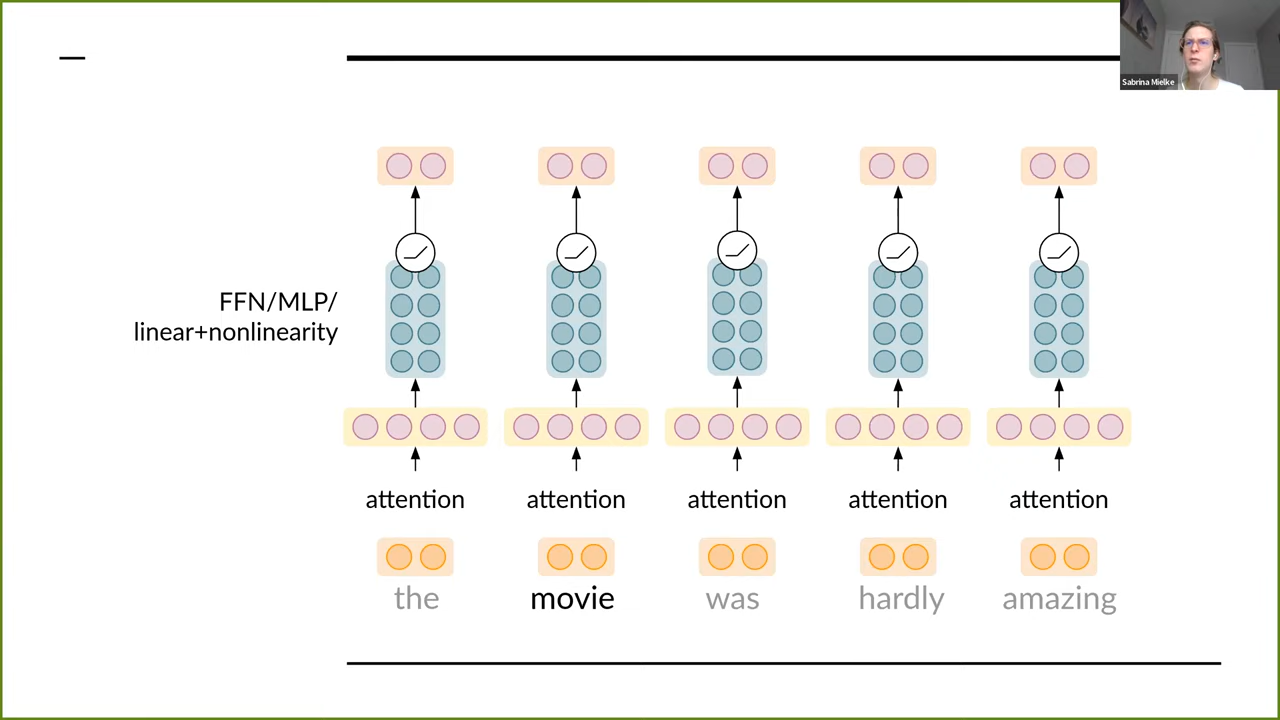 Sabrina Mielke
FFN/MLP/
linear+nonlinearity
attention attention attention attention attention
the movie was hardly amazing